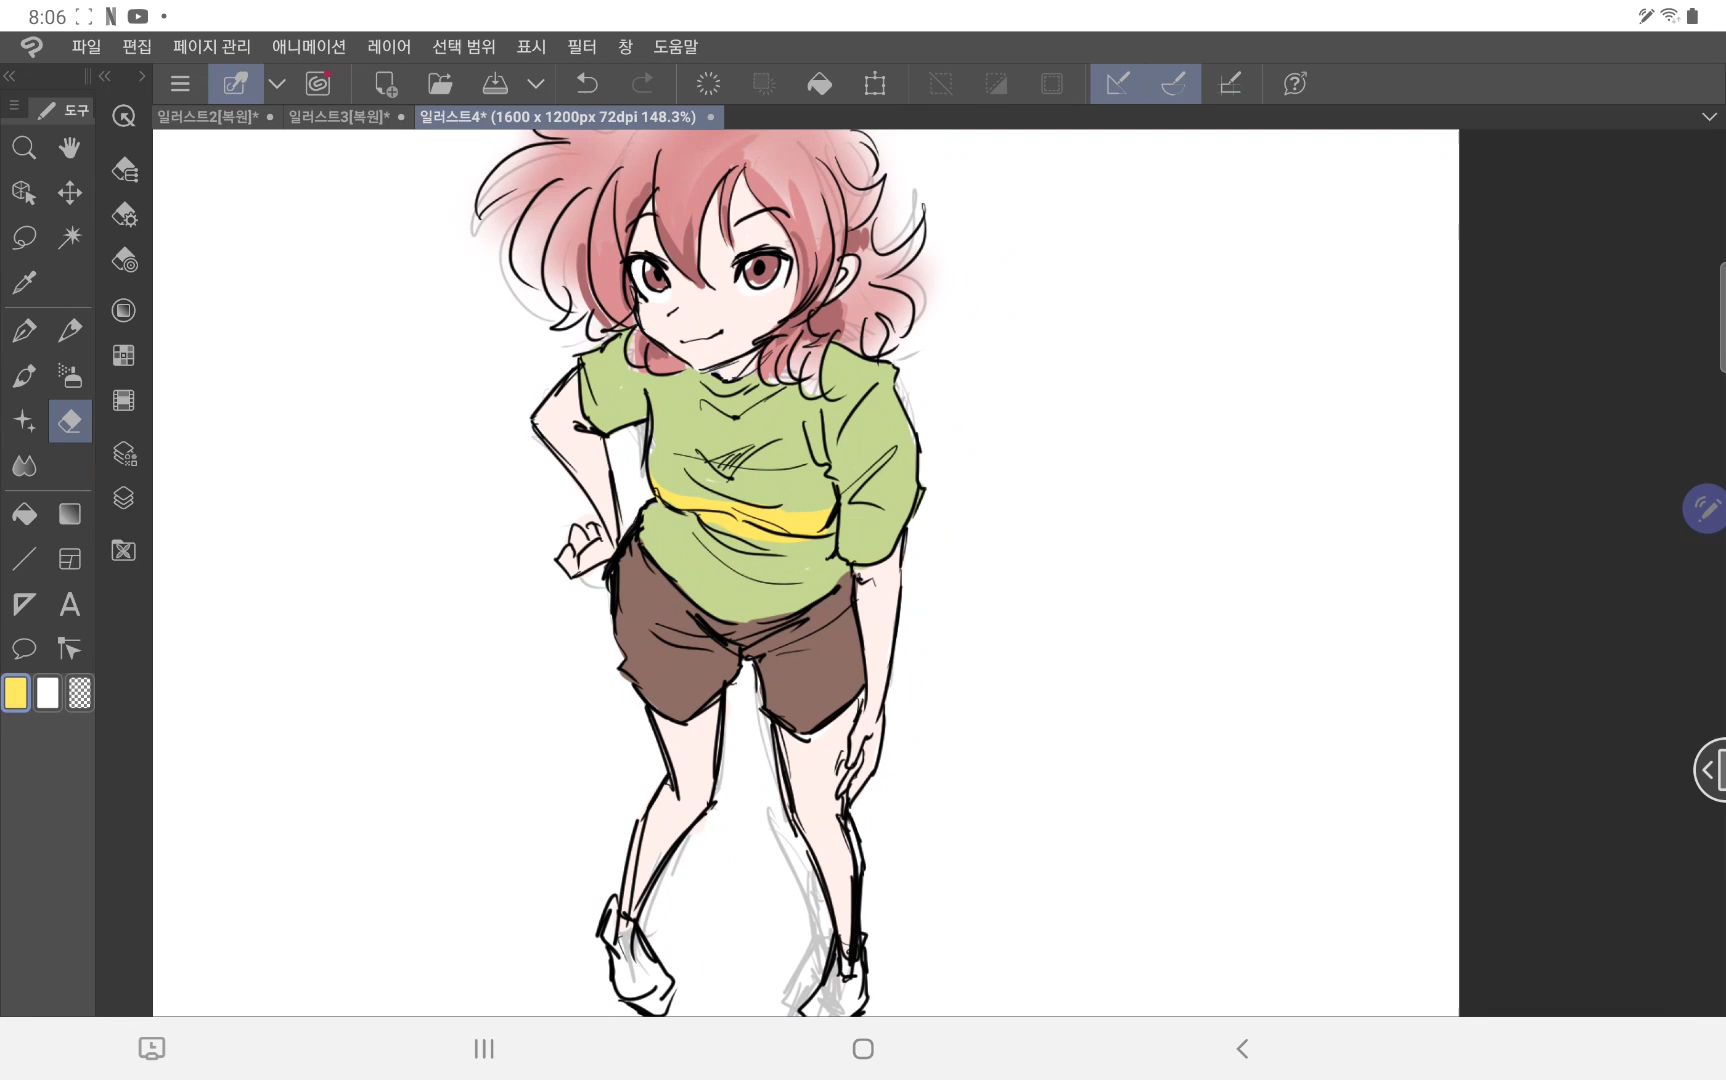 8:06
파일 편집 페이지 관리 애니메이션 레이어 선택 범위 표시 필터 창 도움말
도구
일러스트2[복원]* 일러스트3[복원]* 일러스트4* (1600 x 1200px 72dpi 148.3%)